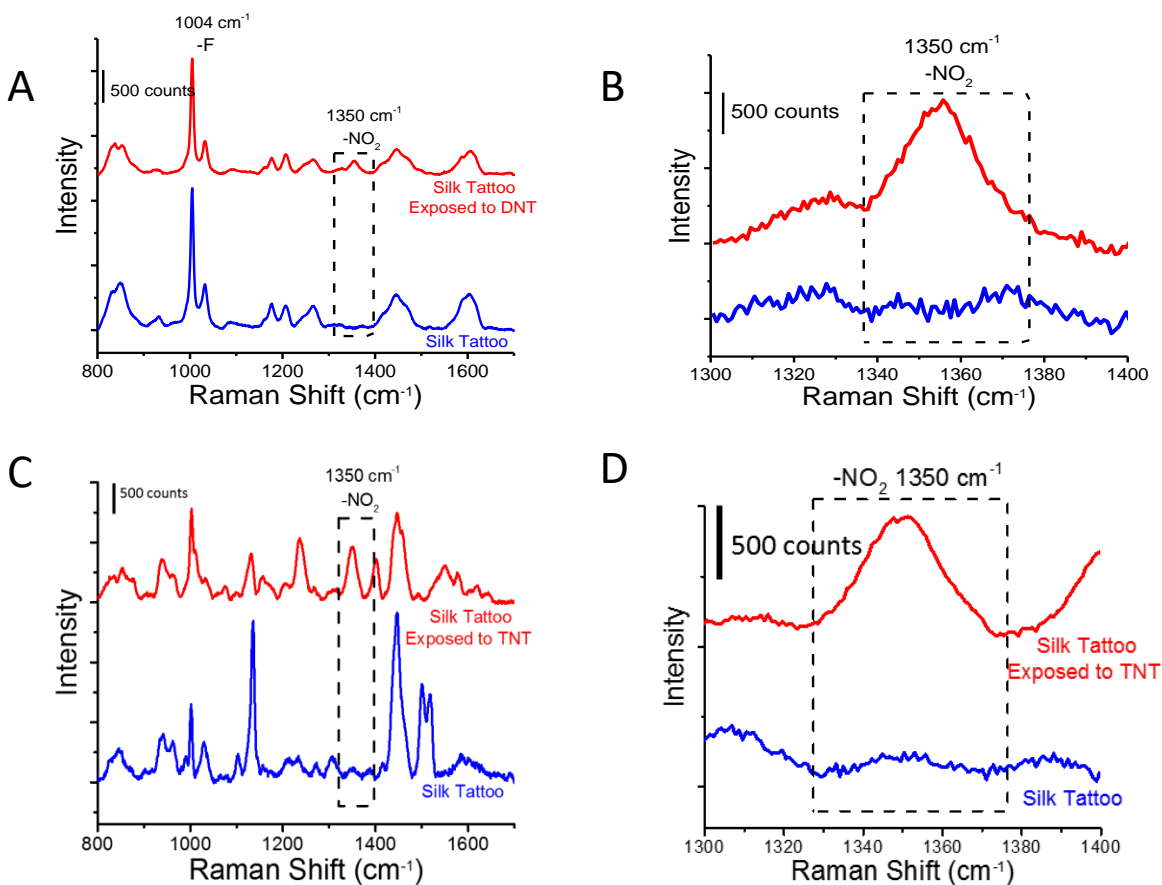 A
1004 cm⁻¹
-F
500 counts
1350 cm⁻¹
-NO₂
Silk Tattoo
Exposed to DNT
Silk Tattoo
Intensity
800 1000 1200 1400 1600
Raman Shift (cm⁻¹)
B
1350 cm⁻¹
-NO₂
500 counts
Intensity
1300 1320 1340 1360 1380 1400
Raman Shift (cm⁻¹)
C
1350 cm⁻¹
-NO₂
500 counts
Silk Tattoo
Exposed to TNT
Silk Tattoo
Intensity
800 1000 1200 1400 1600
Raman Shift (cm⁻¹)
D
-NO₂ 1350 cm⁻¹
500 counts
Silk Tattoo
Exposed to TNT
Silk Tattoo
Intensity
1300 1320 1340 1360 1380 1400
Raman Shift (cm⁻¹)